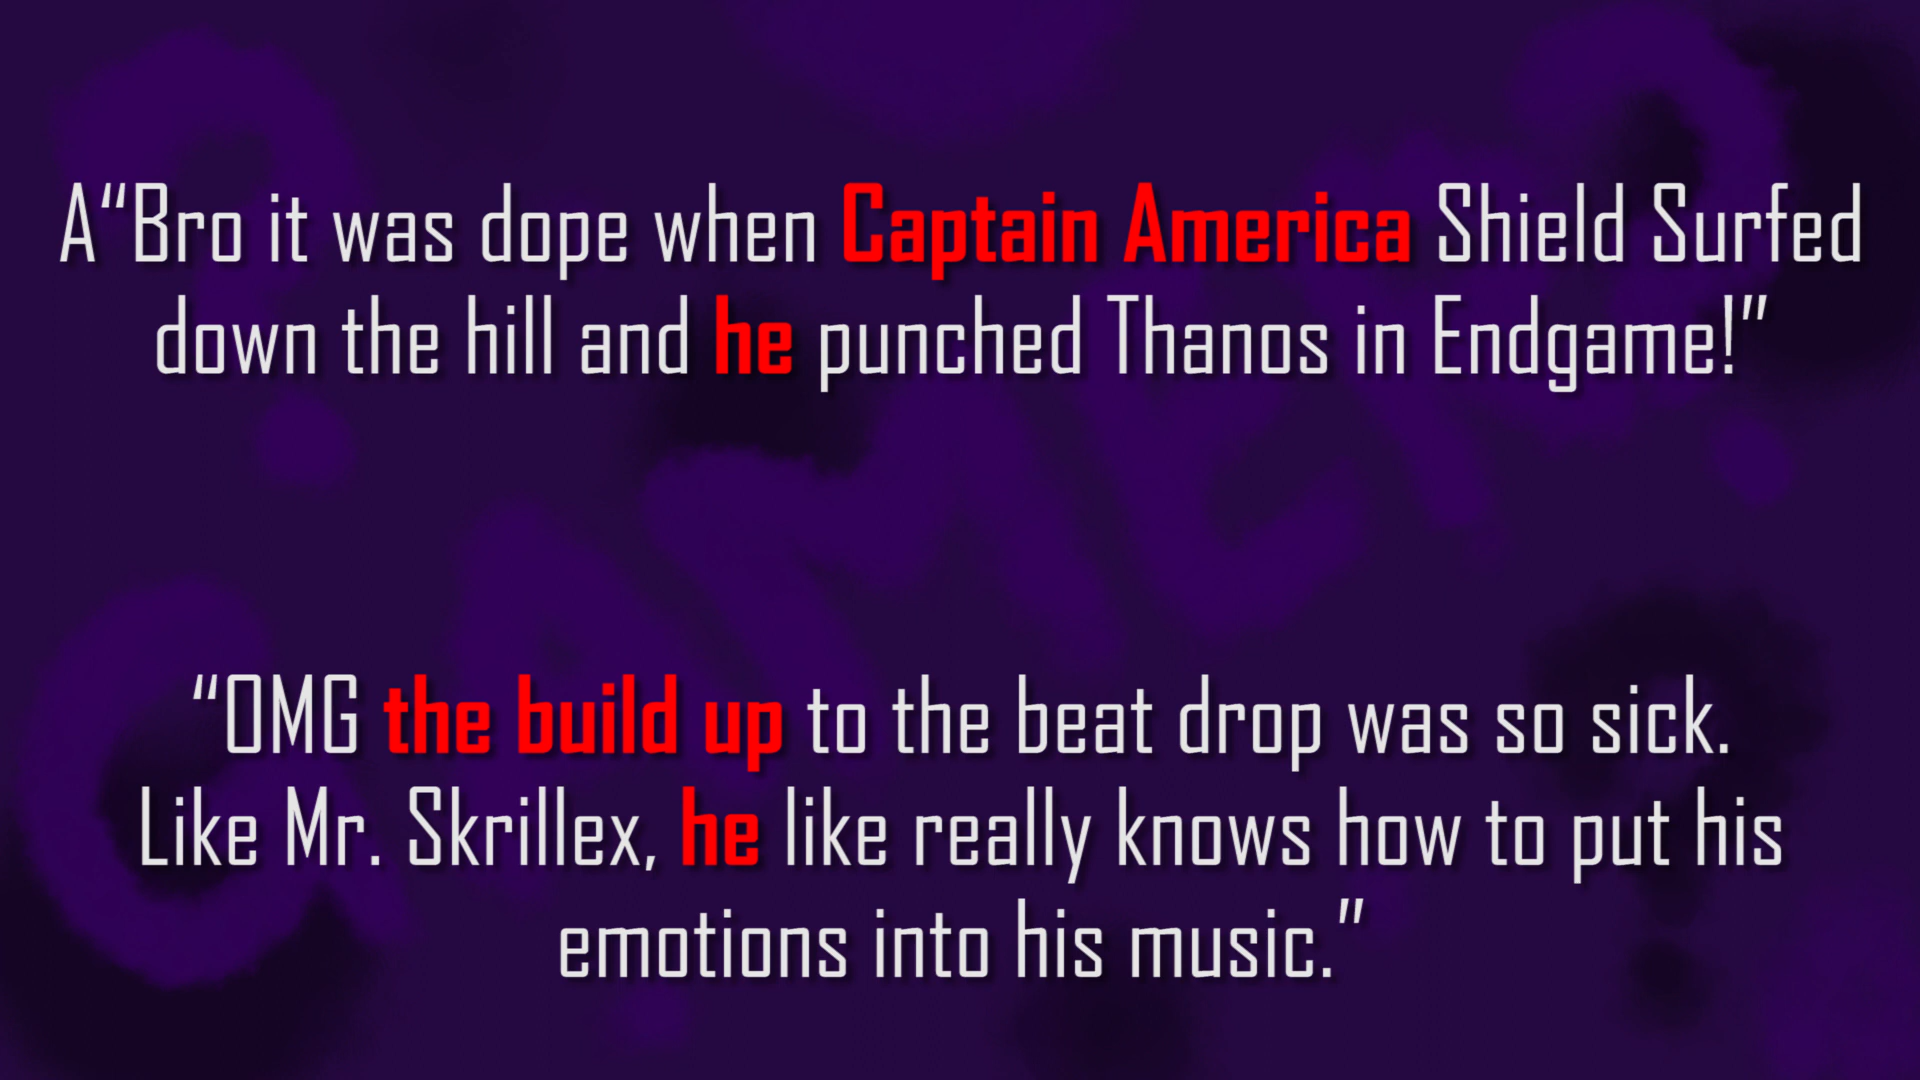 A“Bro it was dope when Captain America Shield Surfed
down the hill and he punched Thanos in Endgame!”
“OMG the build up to the beat drop was so sick.
Like Mr. Skrillex, he like really knows how to put his
emotions into his music.”
GAMER